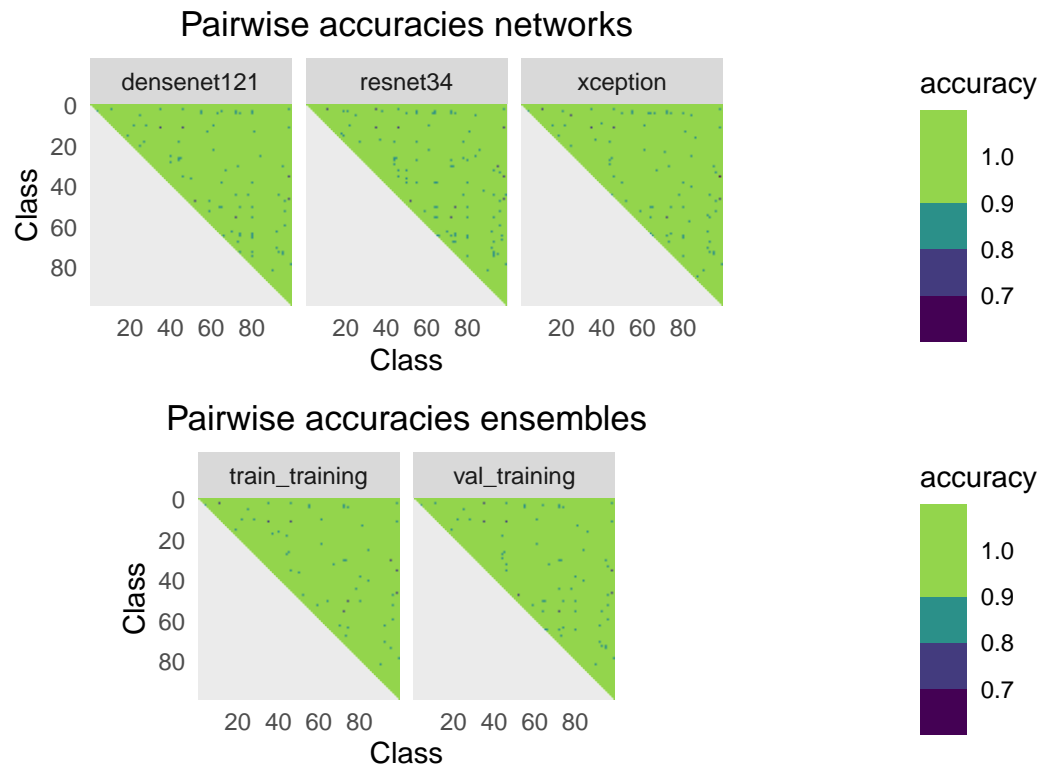 Pairwise accuracies networks
densenet121 resnet34 xception
accuracy
0
20
40
60
80
Class
20 40 60 80 20 40 60 80 20 40 60 80
Class
1.0
0.9
0.8
0.7
Pairwise accuracies ensembles
train_training val_training
accuracy
0
20
40
60
80
Class
20 40 60 80 20 40 60 80
Class
1.0
0.9
0.8
0.7